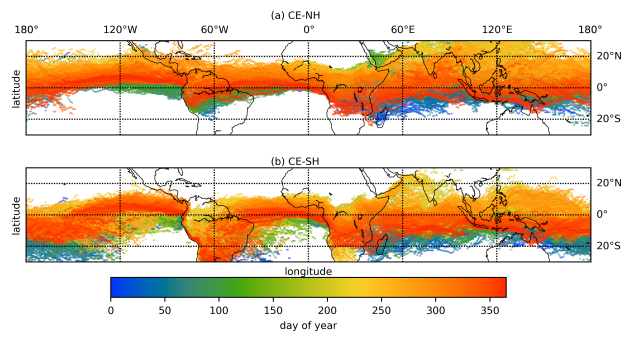 (a) CE-NH
180° 120°W 60°W 0° 60°E 120°E 180°
20°N
0°
20°S
latitude
(b) CE-SH
20°N
0°
20°S
latitude
longitude
0 50 100 150 200 250 300 350
day of year